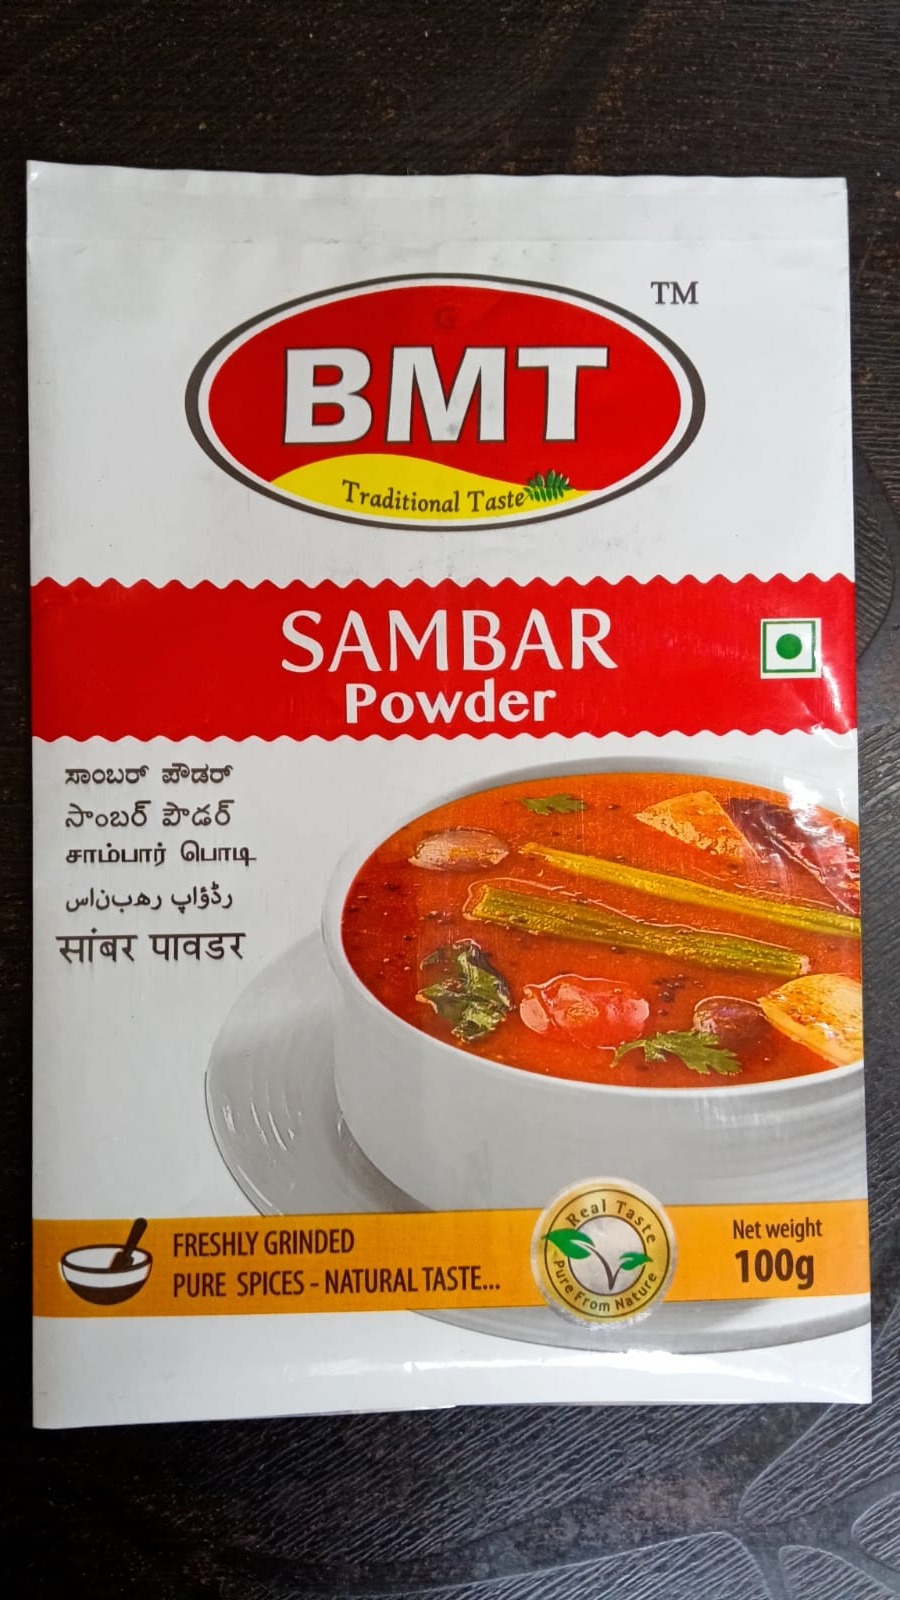 G
BMT
TM
Traditional Taste
SAMBAR
Powder
ಸಾಂಬರ್ ಪೌಡರ್
సాంబర్ పౌడర్
சாம்பார் பொடி
سانبھر پاؤڈر
सांबर पावडर
FRESHLY GRINDED
PURE SPICES - NATURAL TASTE...
Real Taste
Pure From Nature
Net weight
100g